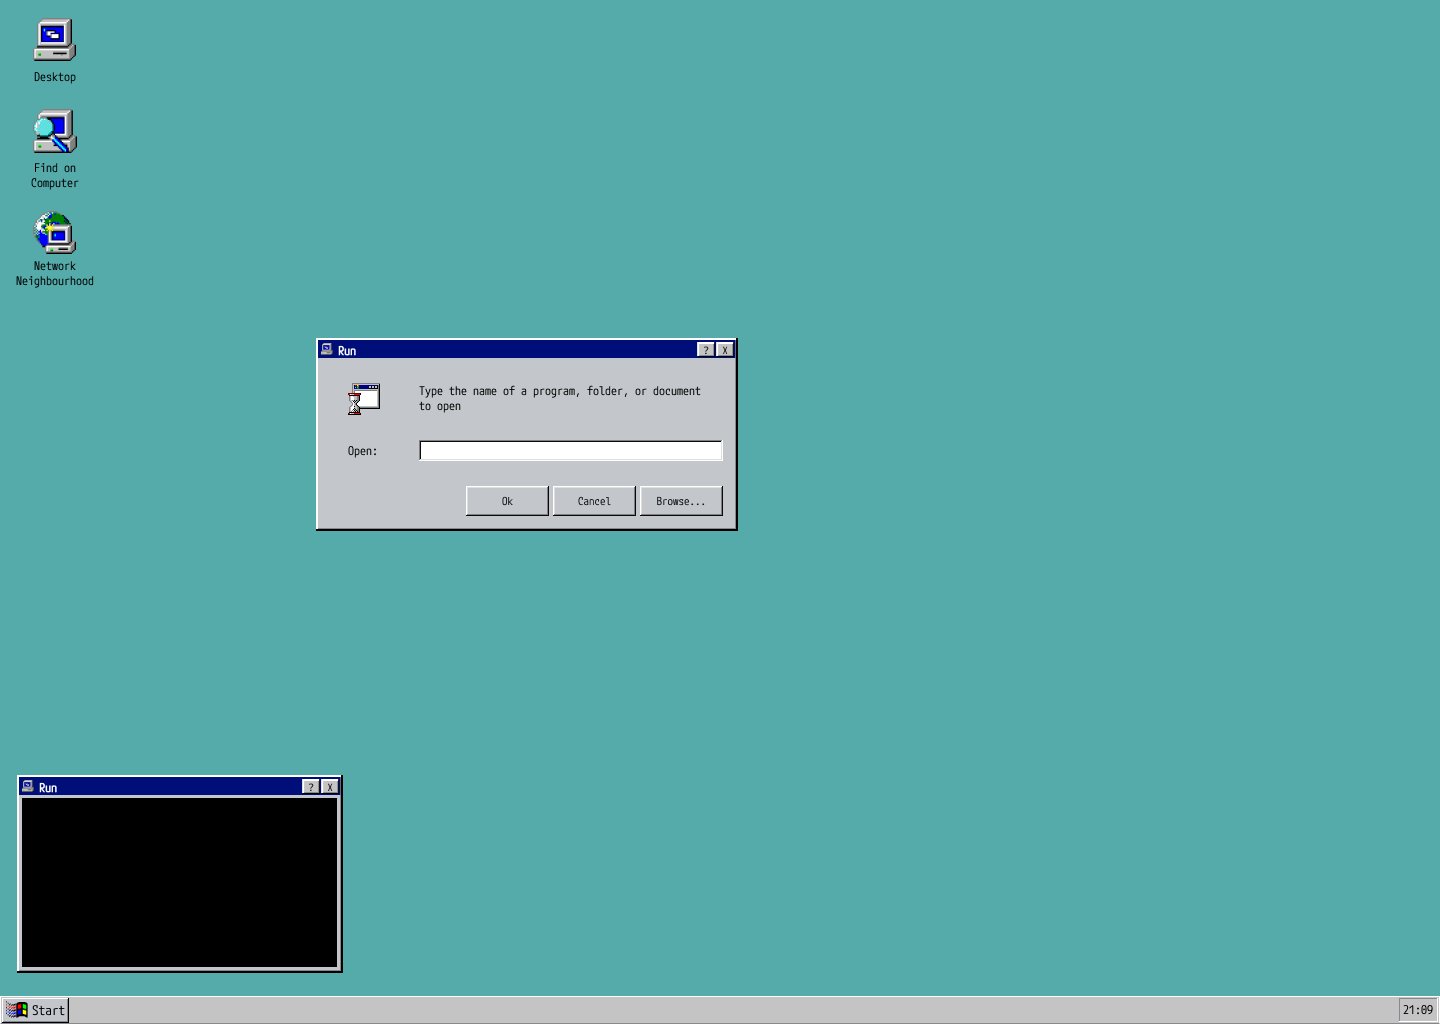 Desktop
Find on
Computer
Network
Neighbourhood
Run
? X
Type the name of a program, folder, or document
to open
Open:
Ok
Cancel
Browse...
Run
? X
Start
21:09